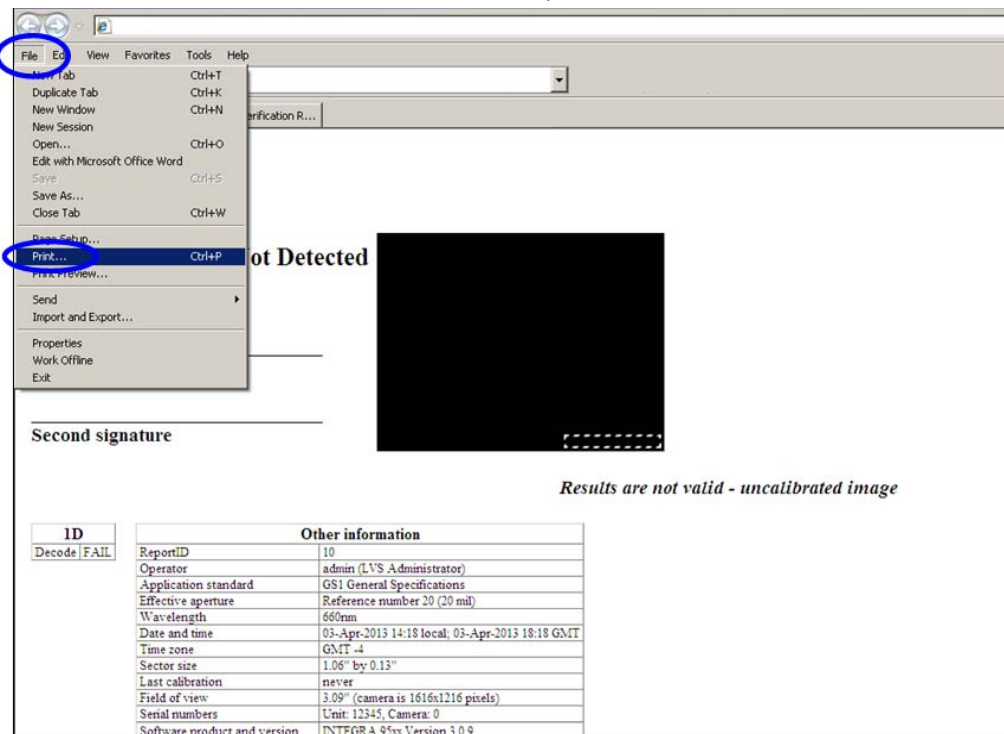 File Edit View Favorites Tools Help
New Tab Ctrl+T
Duplicate Tab Ctrl+K
New Window Ctrl+N
New Session
Open... Ctrl+O
Edit with Microsoft Office Word
Save Ctrl+S
Save As...
Close Tab Ctrl+W
Page Setup...
Print... Ctrl+P
Print Preview...
Send
Import and Export...
Properties
Work Offline
Exit
erification R...
ot Detected
Second signature
Results are not valid - uncalibrated image
1D
Decode FAIL
Other information
ReportID 10
Operator admin (LVS Administrator)
Application standard GS1 General Specifications
Effective aperture Reference number 20 (20 mil)
Wavelength 660nm
Date and time 03-Apr-2013 14:18 local; 03-Apr-2013 18:18 GMT
Time zone GMT -4
Sector size 1.06" by 0.13"
Last calibration never
Field of view 3.09" (camera is 1616x1216 pixels)
Serial numbers Unit: 12345, Camera: 0
Software product and version INTEGRA 95xx Version 3.0.9